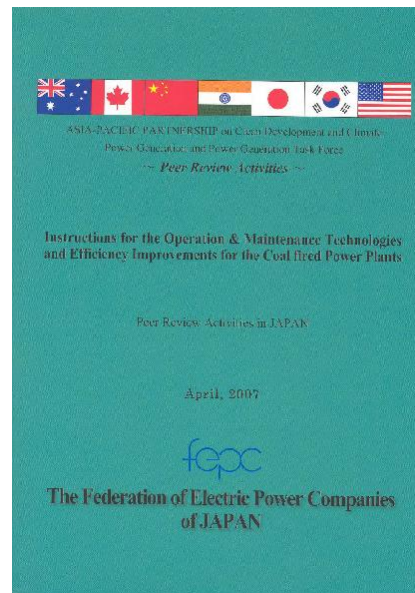 ASIA-PACIFIC PARTNERSHIP on Clean Development and Climate
Power Generation and Power Generation Task Force
～ Peer Review Activities ～
Instructions for the Operation & Maintenance Technologies
and Efficiency Improvements for the Coal fired Power Plants
Peer Review Activities in JAPAN
April, 2007
fepc
The Federation of Electric Power Companies
of JAPAN